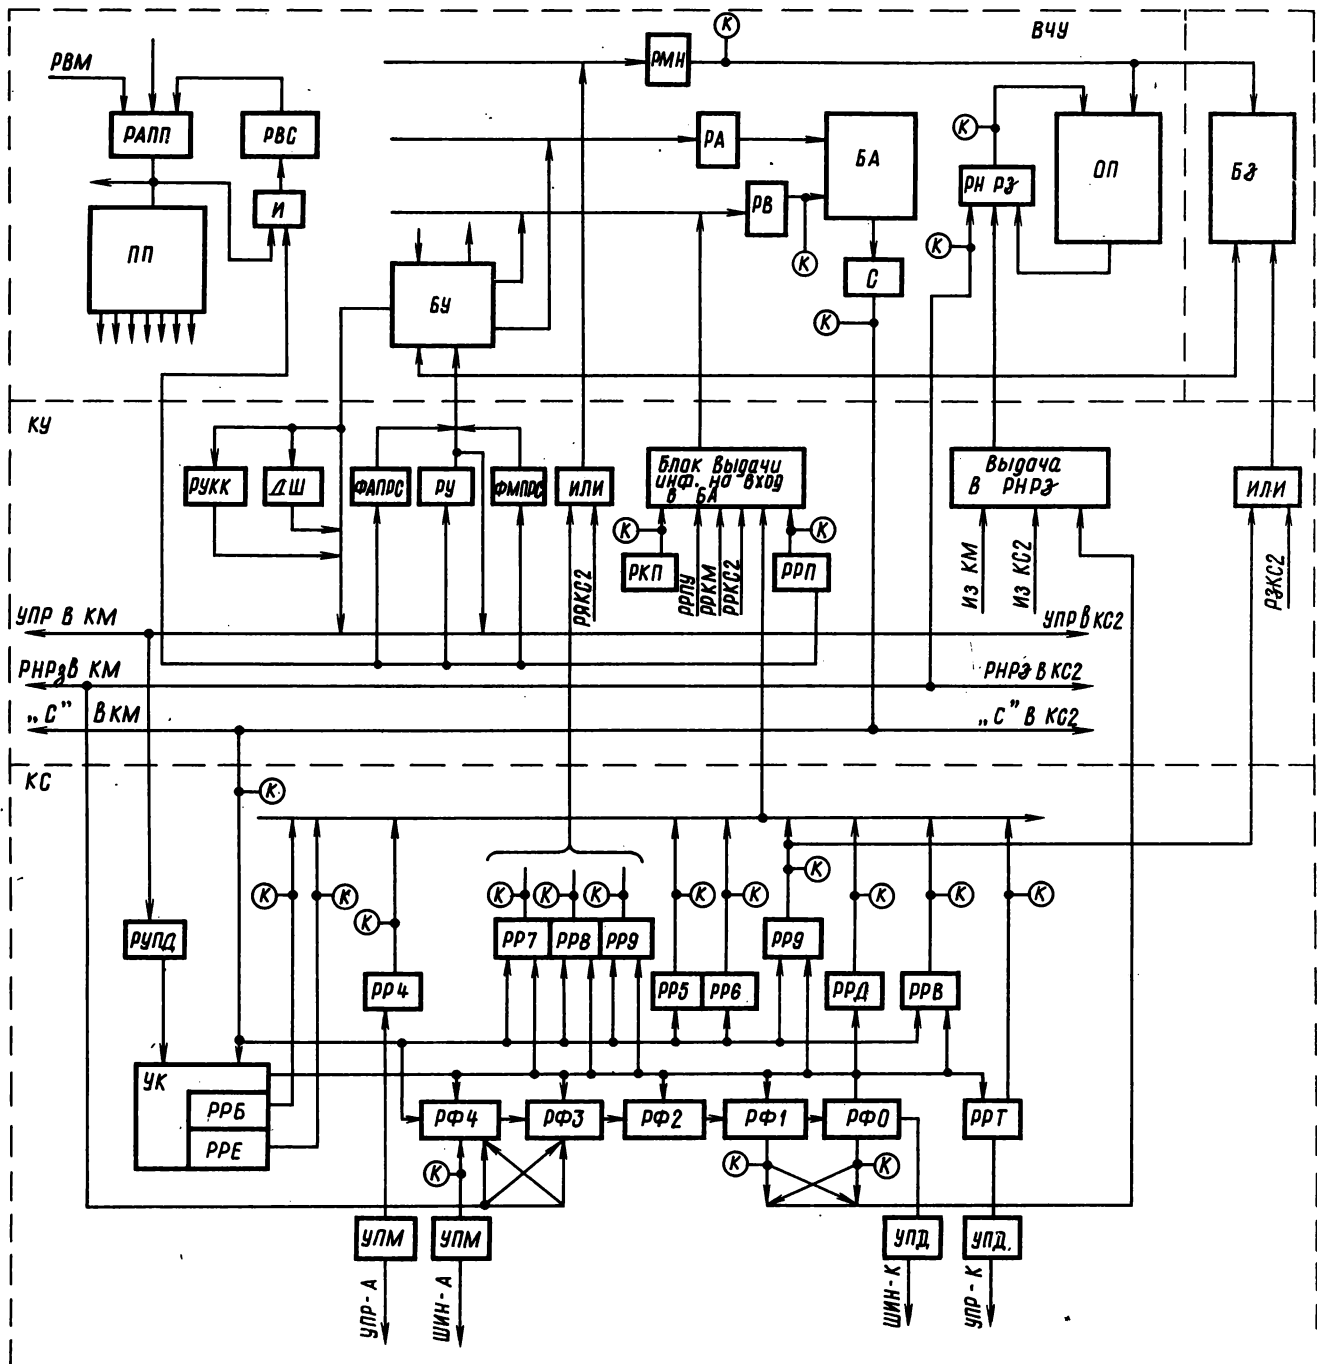 К
ВЧУ
РВМ
РМН
РАПП
РВС
РА
БА
К
РН РЗ
ОП
БЗ
И
РВ
ПП
К
К
БУ
С
К
КУ
РУКК
ДШ
ФАПРС
РУ
ФМПРС
ИЛИ
Блок выдачи
инф. на вход
в БА
Выдача
в РНРЗ
ИЛИ
К
К
РКП
РРП
РЯКС2
РРПУ
РРКМ
РРКС2
ИЗ КМ
ИЗ КС2
РЗКС2
УПР В КМ
УПР В КС2
РНРЗ В КМ
РНРЗ В КС2
„С” В КМ
„С” В КС2
КС
К
К
К
К
К
К
К
К
К
К
К
К
К
К
РУПД
РР7
РР8
РР9
РР9
РР4
РР5
РР6
РРД
РРВ
УК
РРБ
РРЕ
РФ4
РФ3
РФ2
РФ1
РФ0
РРТ
К
К
К
УПМ
УПМ
УПД
УПД.
УПР-А
ШИН-А
ШИН-К
УПР-К